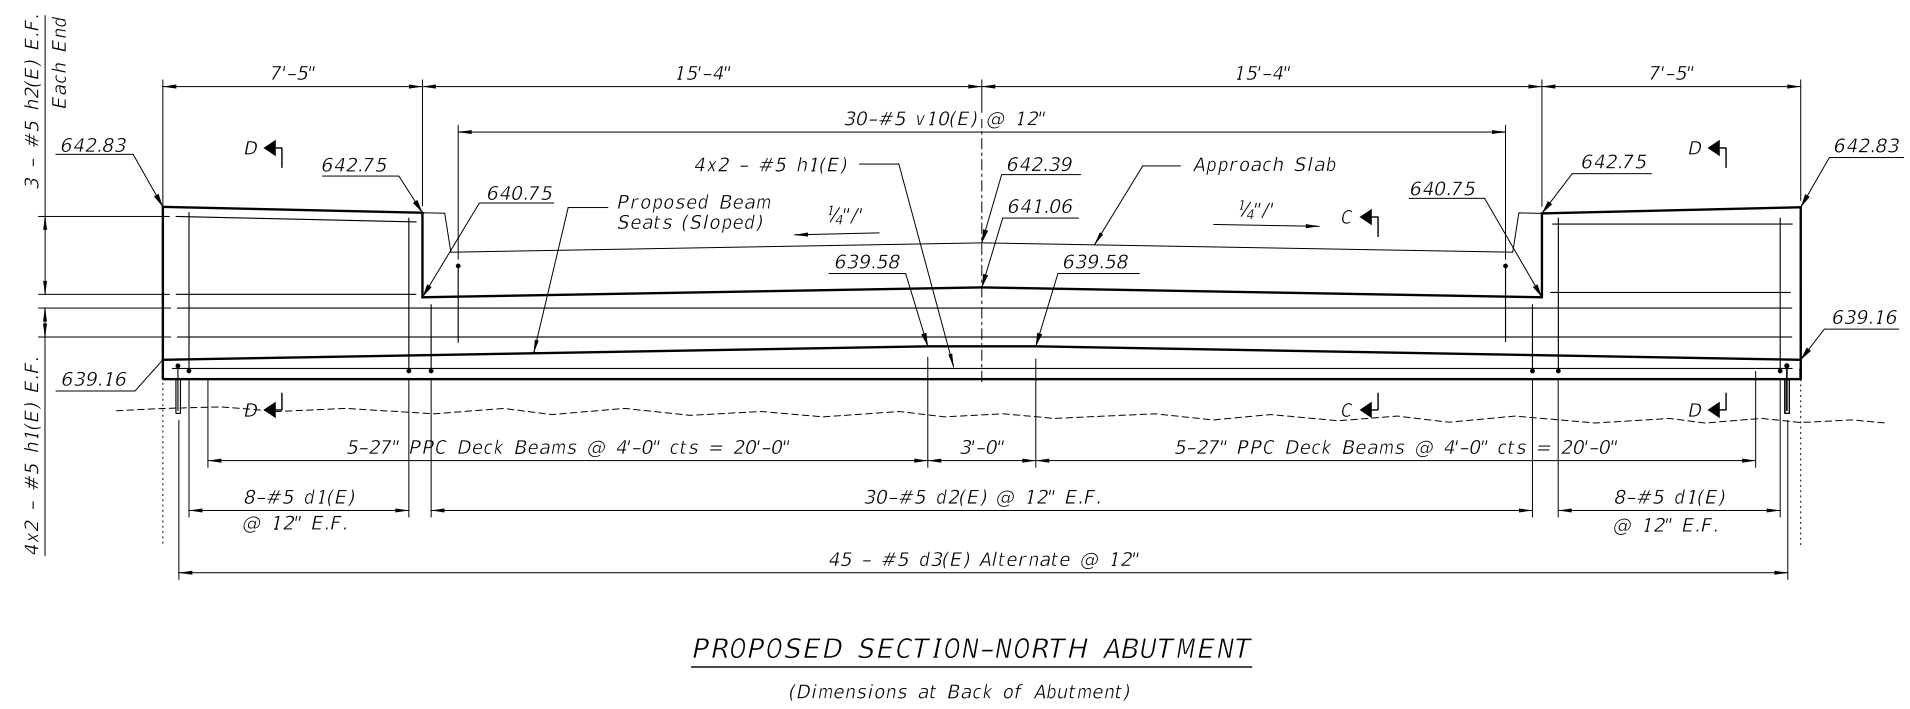 3 - #5 h2(E) E.F.
Each End
7'-5"
15'-4"
15'-4"
7'-5"
30-#5 v10(E) @ 12"
642.83
D
642.75
4x2 - #5 h1(E)
642.39
Approach Slab
642.75
D
642.83
640.75
Proposed Beam
Seats (Sloped)
¼"/'
641.06
¼"/'
C
640.75
639.58
639.58
639.16
639.16
4x2 - #5 h1(E) E.F.
D
C
D
5-27" PPC Deck Beams @ 4'-0" cts = 20'-0"
3'-0"
5-27" PPC Deck Beams @ 4'-0" cts = 20'-0"
8-#5 d1(E)
@ 12" E.F.
30-#5 d2(E) @ 12" E.F.
8-#5 d1(E)
@ 12" E.F.
45 - #5 d3(E) Alternate @ 12"
PROPOSED SECTION-NORTH ABUTMENT
(Dimensions at Back of Abutment)